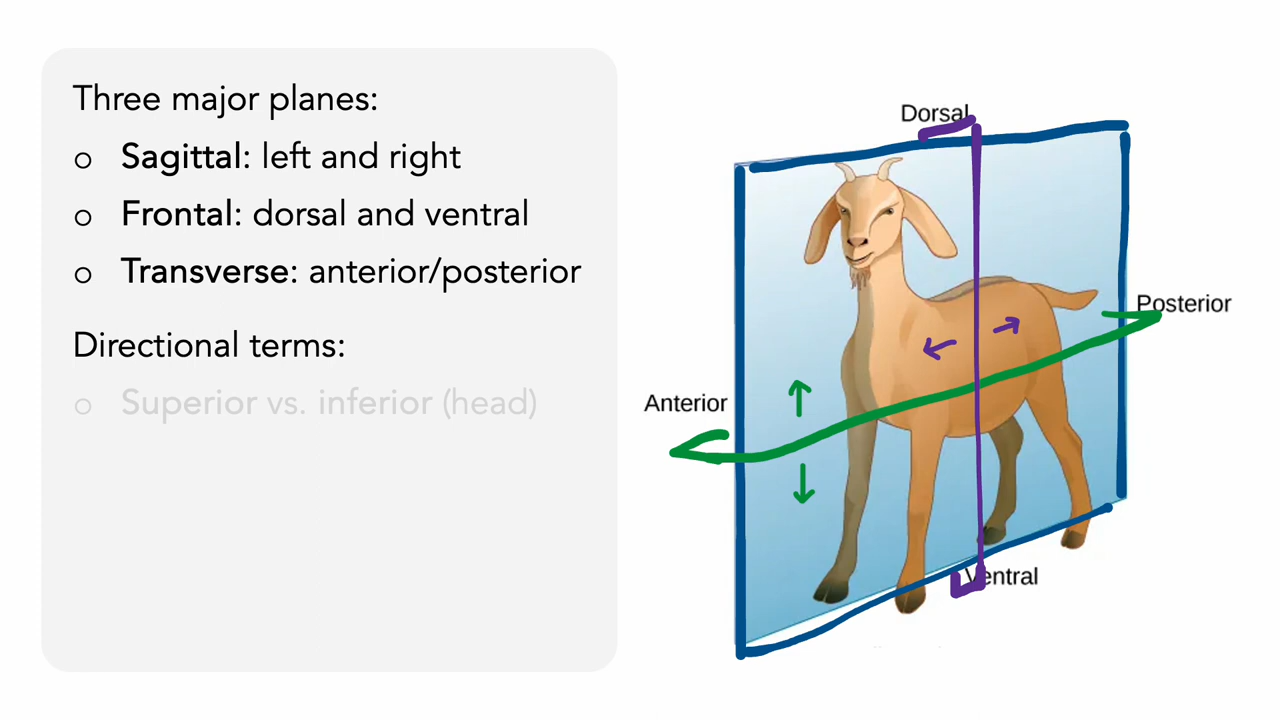 Three major planes:
○ Sagittal: left and right
○ Frontal: dorsal and ventral
○ Transverse: anterior/posterior
Directional terms:
○ Superior vs. inferior (head)
Dorsal
Posterior
Anterior
Ventral